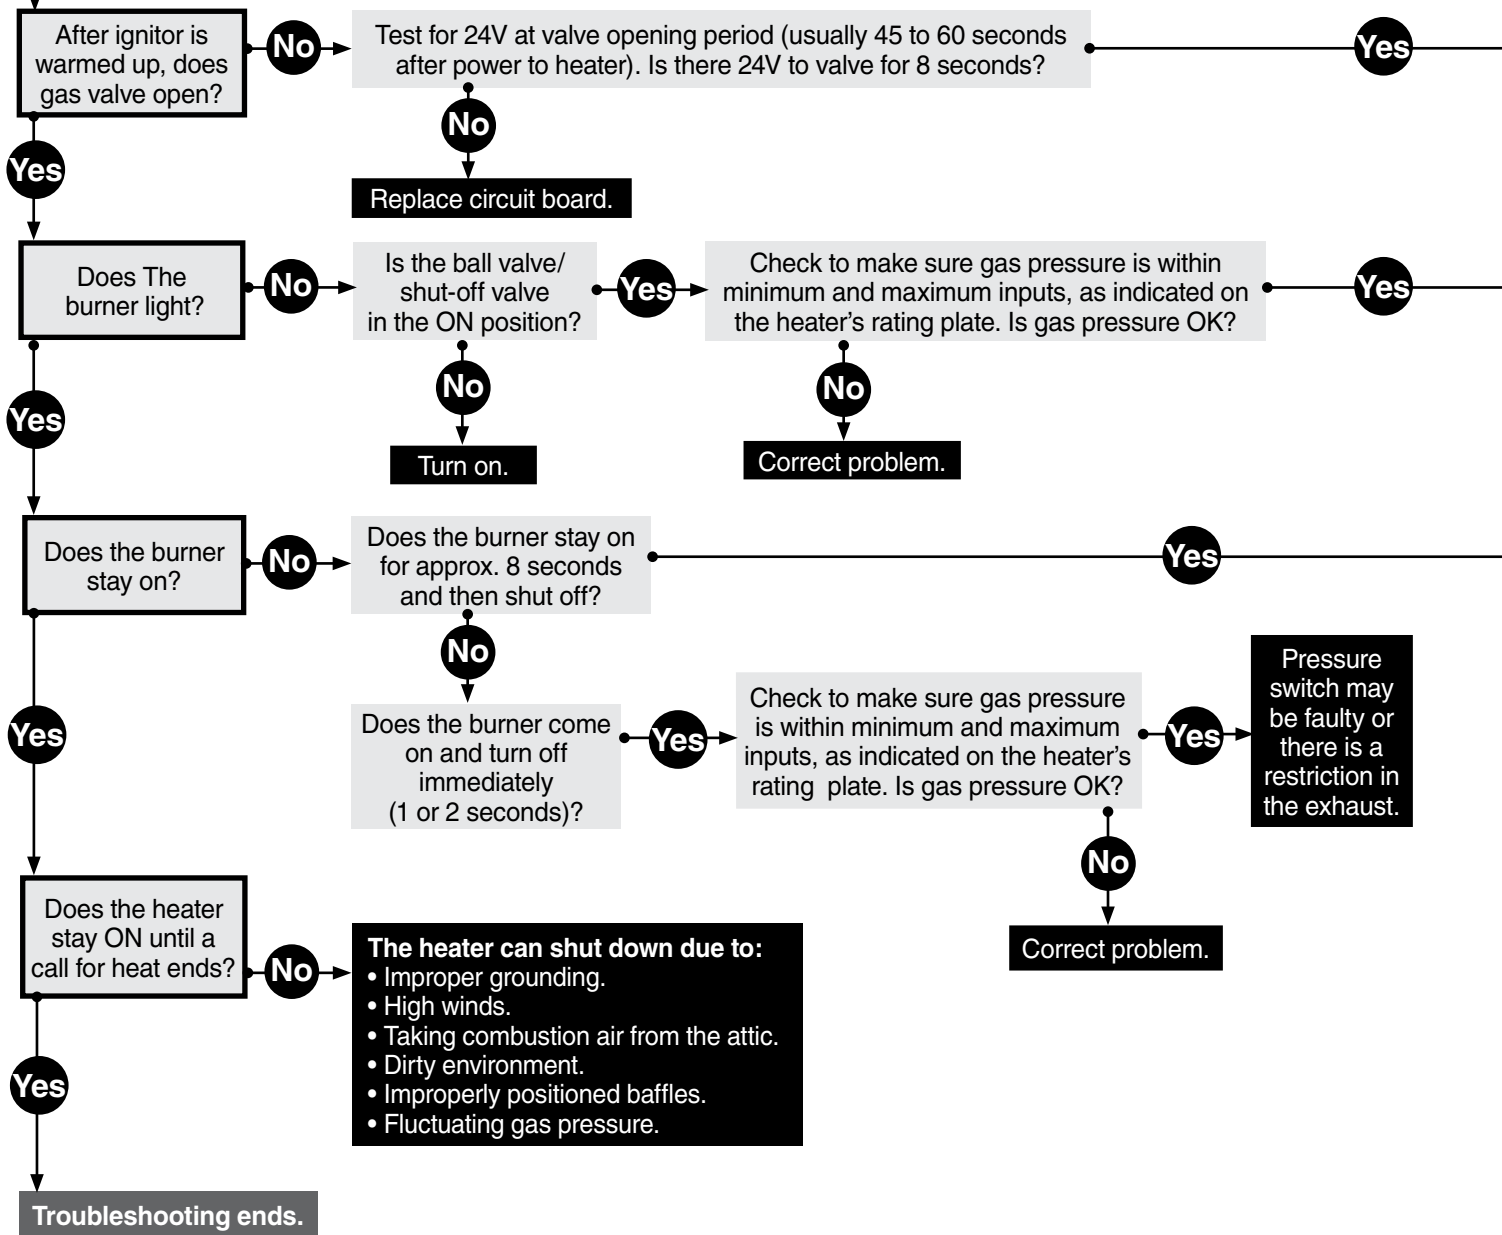 After ignitor is
warmed up, does
gas valve open?
No
Test for 24V at valve opening period (usually 45 to 60 seconds
after power to heater). Is there 24V to valve for 8 seconds?
Yes
No
Replace circuit board.
Yes
Does The
burner light?
No
Is the ball valve/
shut-off valve
in the ON position?
Yes
Check to make sure gas pressure is within
minimum and maximum inputs, as indicated on
the heater's rating plate. Is gas pressure OK?
Yes
No
Turn on.
No
Correct problem.
Yes
Does the burner
stay on?
No
Does the burner stay on
for approx. 8 seconds
and then shut off?
Yes
No
Does the burner come
on and turn off
immediately
(1 or 2 seconds)?
Yes
Check to make sure gas pressure
is within minimum and maximum
inputs, as indicated on the heater's
rating  plate. Is gas pressure OK?
Yes
Pressure
switch may
be faulty or
there is a
restriction in
the exhaust.
No
Correct problem.
Yes
Does the heater
stay ON until a
call for heat ends?
No
The heater can shut down due to:
• Improper grounding.
• High winds.
• Taking combustion air from the attic.
• Dirty environment.
• Improperly positioned baffles.
• Fluctuating gas pressure.
Yes
Troubleshooting ends.